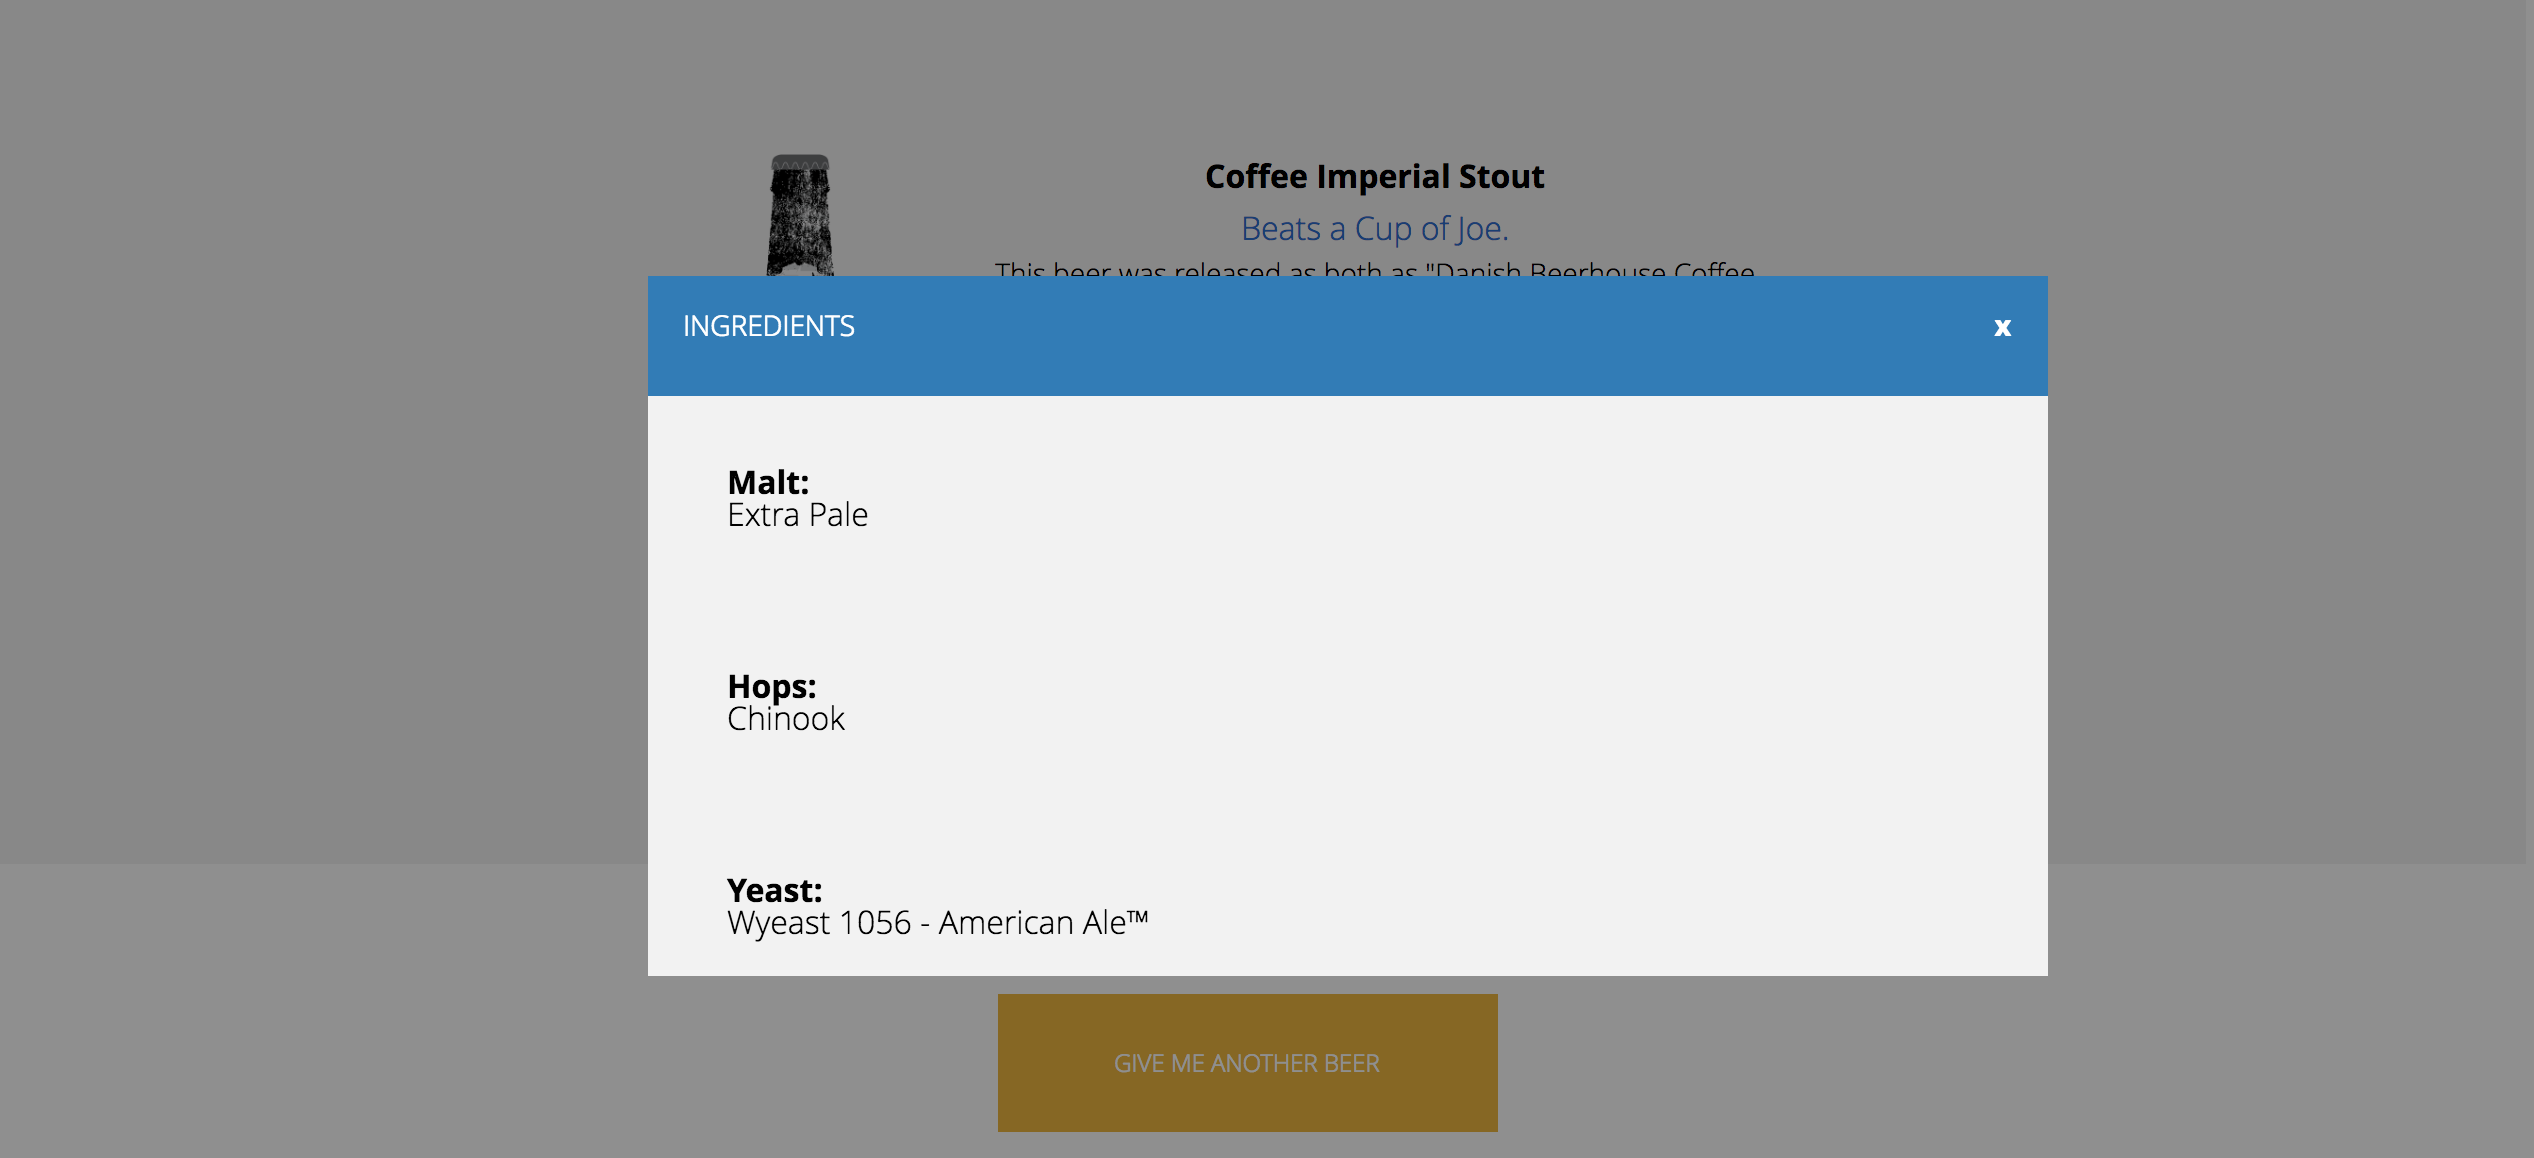 Coffee Imperial Stout
Beats a Cup of Joe.
This beer was released as both as "Danish Beerhouse Coffee
INGREDIENTS
x
Malt:
Extra Pale
Hops:
Chinook
Yeast:
Wyeast 1056 - American Ale™
GIVE ME ANOTHER BEER